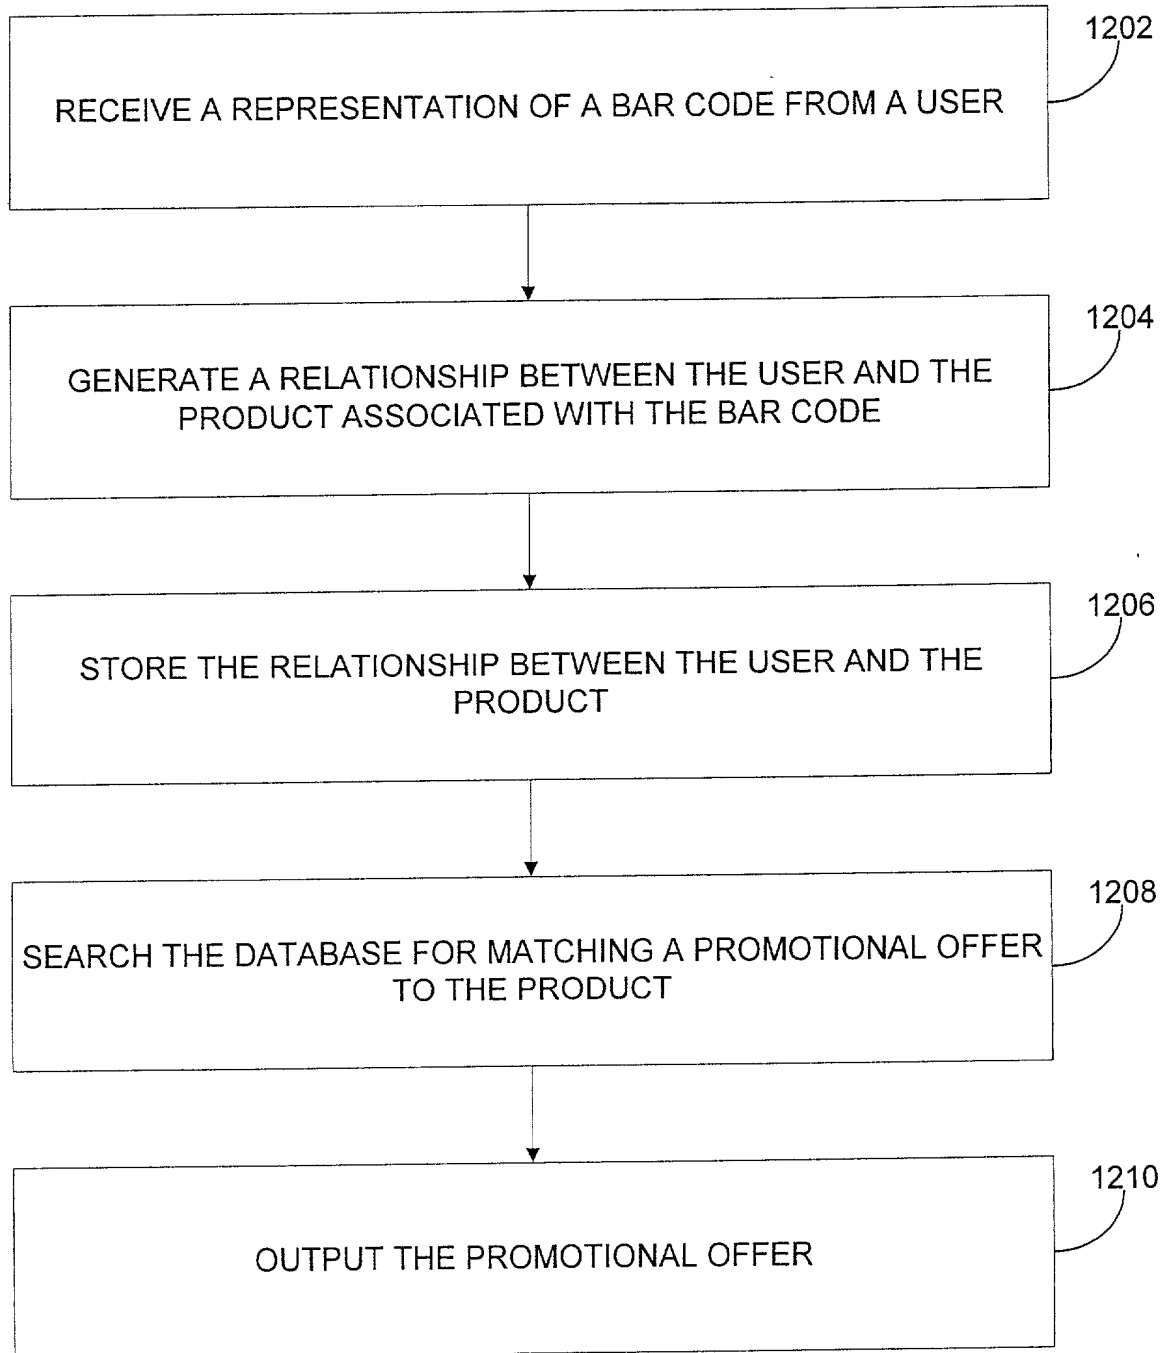 1202
RECEIVE A REPRESENTATION OF A BAR CODE FROM A USER
1204
GENERATE A RELATIONSHIP BETWEEN THE USER AND THE
PRODUCT ASSOCIATED WITH THE BAR CODE
1206
STORE THE RELATIONSHIP BETWEEN THE USER AND THE
PRODUCT
1208
SEARCH THE DATABASE FOR MATCHING A PROMOTIONAL OFFER
TO THE PRODUCT
1210
OUTPUT THE PROMOTIONAL OFFER